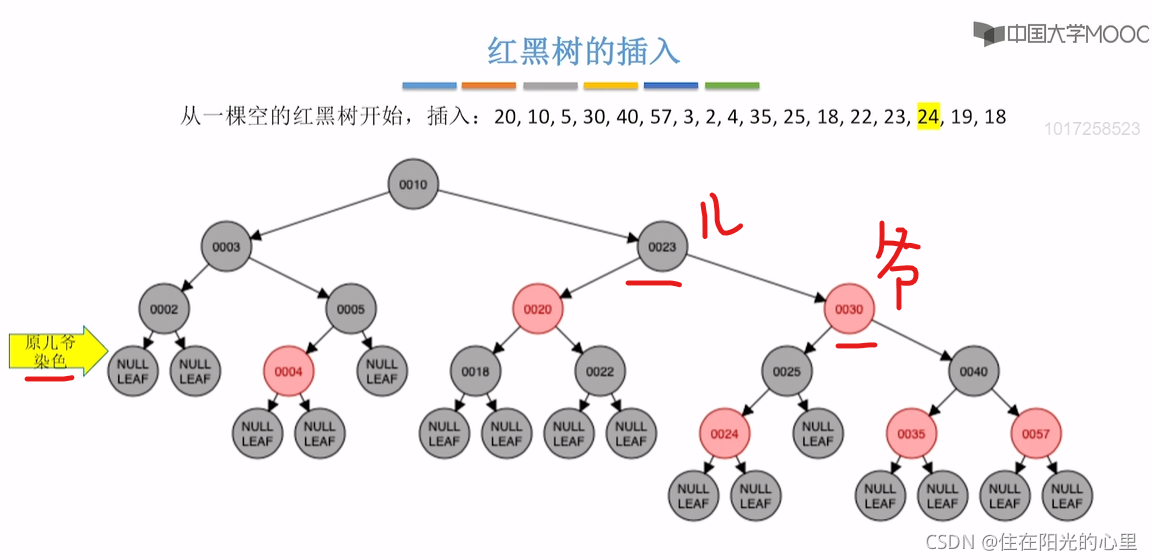 中国大学MOOC
红黑树的插入
从一棵空的红黑树开始，插入：20, 10, 5, 30, 40, 57, 3, 2, 4, 35, 25, 18, 22, 23, 24, 19, 18
1017258523
0010
0003
0023
儿
爷
0002
0005
0020
0030
原儿爷
染色
NULL
LEAF
NULL
LEAF
0004
NULL
LEAF
0018
0022
0025
0040
NULL
LEAF
NULL
LEAF
NULL
LEAF
NULL
LEAF
NULL
LEAF
NULL
LEAF
0024
NULL
LEAF
0035
0057
NULL
LEAF
NULL
LEAF
NULL
LEAF
NULL
LEAF
NULL
LEAF
NULL
LEAF
CSDN @住在阳光的心里